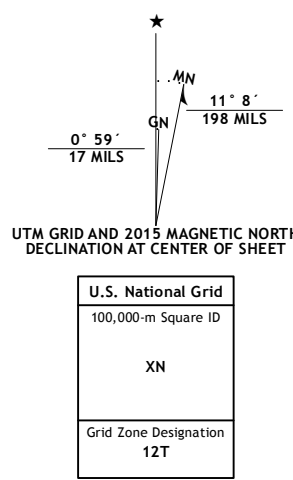 ★
MN
11° 8´
198 MILS
GN
0° 59´
17 MILS
UTM GRID AND 2015 MAGNETIC NORTH
DECLINATION AT CENTER OF SHEET
U.S. National Grid
100,000-m Square ID
XN
Grid Zone Designation
12T